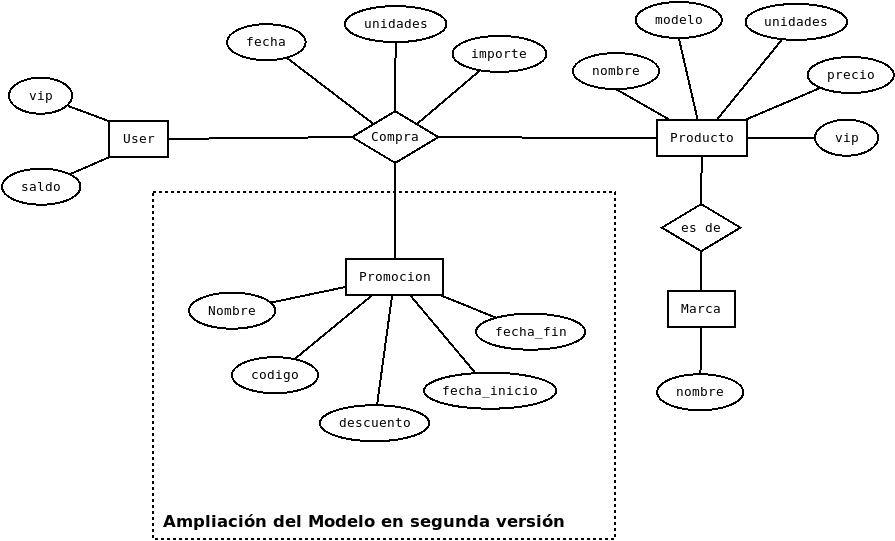 modelo
unidades
unidades
fecha
importe
nombre
precio
vip
User
Compra
Producto
vip
saldo
es de
Promocion
Nombre
Marca
fecha_fin
codigo
fecha_inicio
nombre
descuento
Ampliación del Modelo en segunda versión